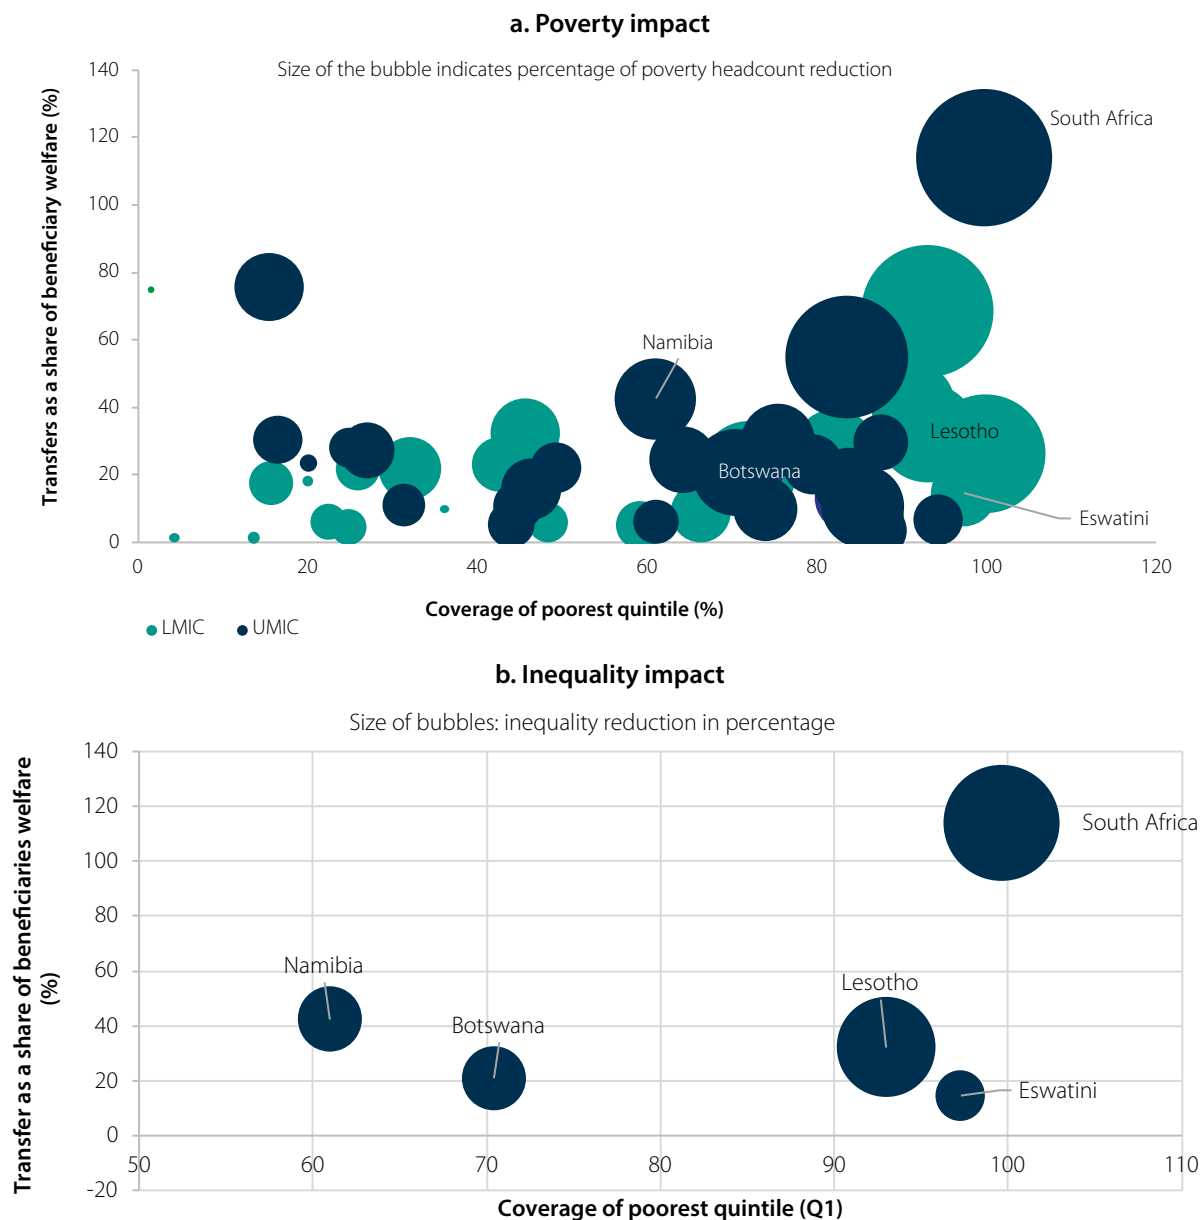 a. Poverty impact
Size of the bubble indicates percentage of poverty headcount reduction
Transfers as a share of beneficiary welfare (%)
140
120
100
80
60
40
20
0
South Africa
Namibia
Lesotho
Botswana
Eswatini
0 20 40 60 80 100 120
Coverage of poorest quintile (%)
LMIC UMIC
b. Inequality impact
Size of bubbles: inequality reduction in percentage
Transfer as a share of beneficiaries welfare
(%)
140
120
100
80
60
40
20
0
-20
South Africa
Namibia
Lesotho
Botswana
Eswatini
50 60 70 80 90 100 110
Coverage of poorest quintile (Q1)